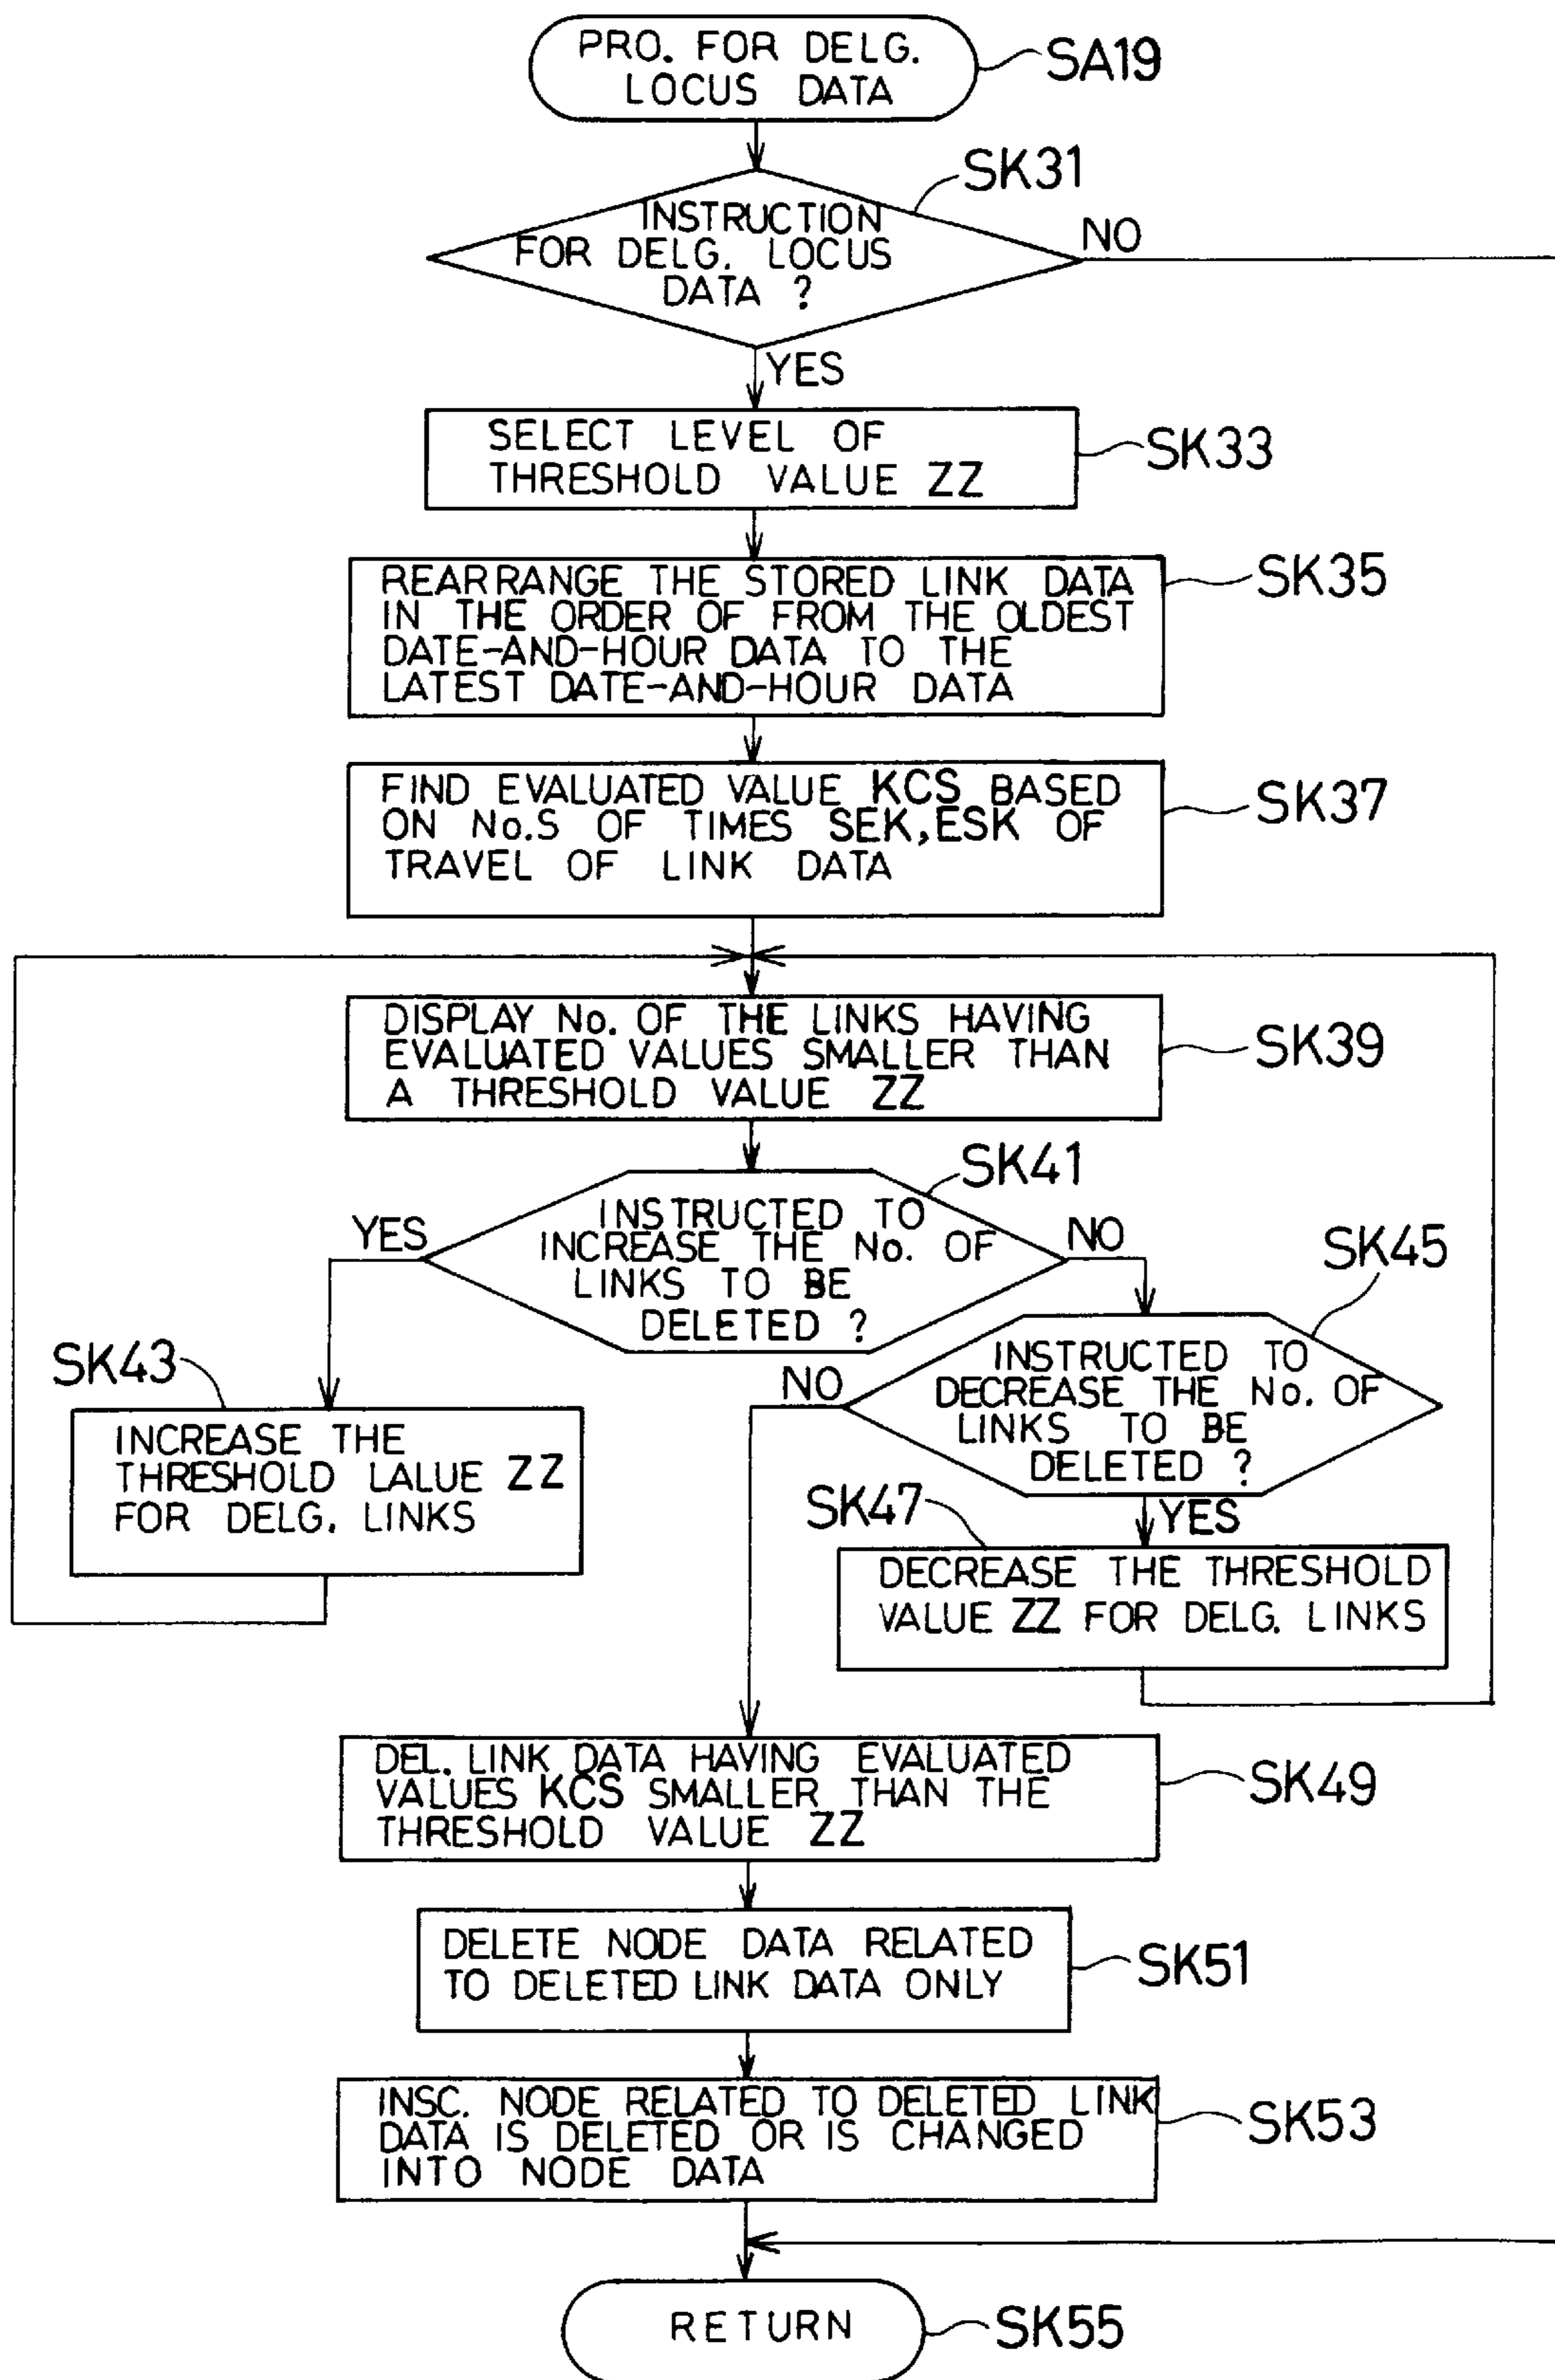 PRO. FOR DELG.
LOCUS DATA
SA19
SK31
INSTRUCTION
FOR DELG. LOCUS
DATA ?
NO
YES
SELECT LEVEL OF
THRESHOLD VALUE ZZ
SK33
REARRANGE THE STORED LINK DATA
IN THE ORDER OF FROM THE OLDEST
DATE-AND-HOUR DATA TO THE
LATEST DATE-AND-HOUR DATA
SK35
FIND EVALUATED VALUE KCS BASED
ON No.S OF TIMES SEK,ESK OF
TRAVEL OF LINK DATA
SK37
DISPLAY No. OF THE LINKS HAVING
EVALUATED VALUES SMALLER THAN
A THRESHOLD VALUE ZZ
SK39
SK41
INSTRUCTED TO
INCREASE THE No. OF
LINKS TO BE
DELETED ?
YES
NO
SK45
INSTRUCTED TO
DECREASE THE No. OF
LINKS TO BE
DELETED ?
NO
YES
SK43
INCREASE THE
THRESHOLD LALUE ZZ
FOR DELG. LINKS
SK47
DECREASE THE THRESHOLD
VALUE ZZ FOR DELG. LINKS
DEL. LINK DATA HAVING EVALUATED
VALUES KCS SMALLER THAN THE
THRESHOLD VALUE ZZ
SK49
DELETE NODE DATA RELATED
TO DELETED LINK DATA ONLY
SK51
INSC. NODE RELATED TO DELETED LINK
DATA IS DELETED OR IS CHANGED
INTO NODE DATA
SK53
RETURN
SK55